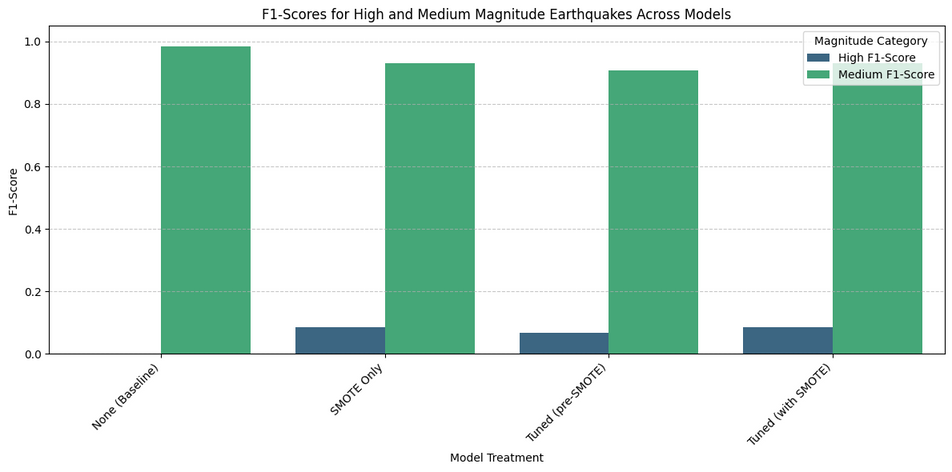 F1-Scores for High and Medium Magnitude Earthquakes Across Models
Magnitude Category
High F1-Score
Medium F1-Score
F1-Score
1.0
0.8
0.6
0.4
0.2
0.0
None (Baseline)
SMOTE Only
Tuned (pre-SMOTE)
Tuned (with SMOTE)
Model Treatment